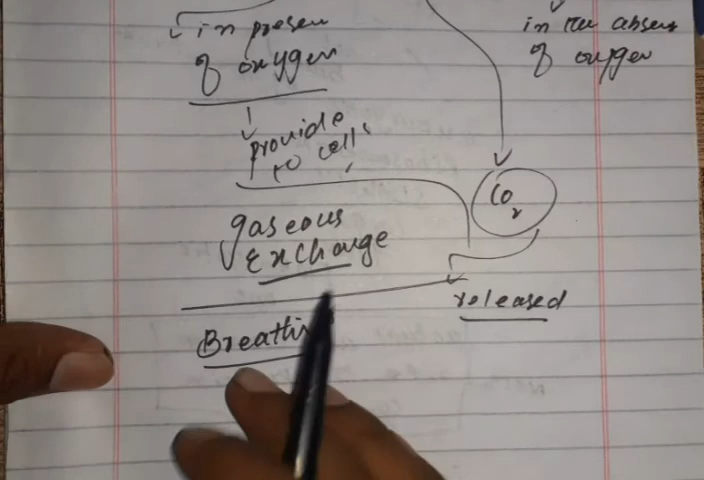 in presen
of oxygen
in the absen
of oxygen
provide
to cells
CO2
gaseous
Exchange
released
Breathi